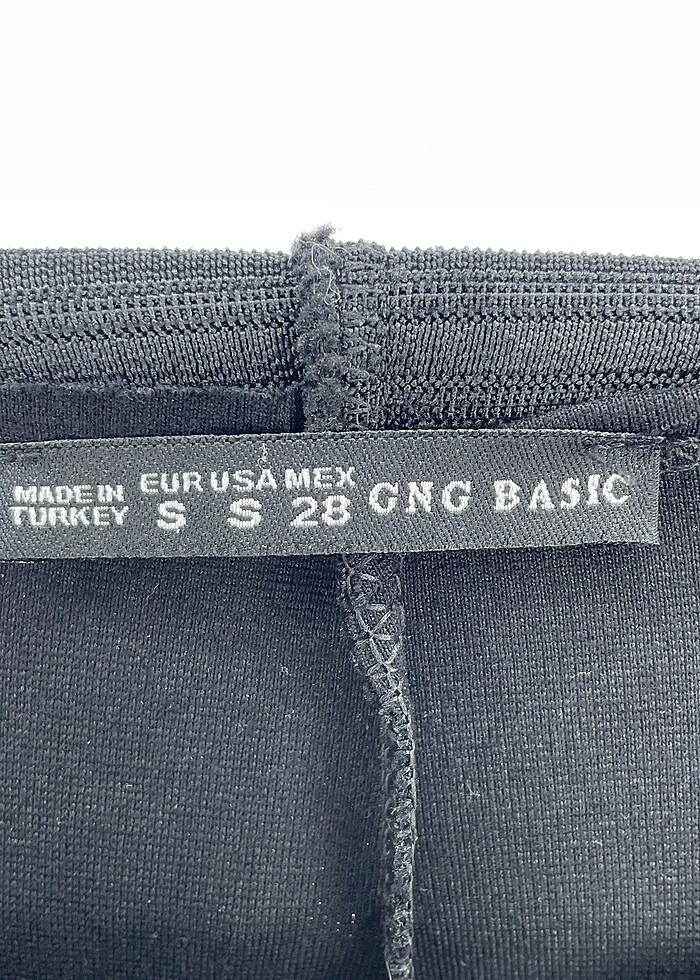 MADE IN
TURKEY
EUR USA MEX
S S 28
GNG BASIC